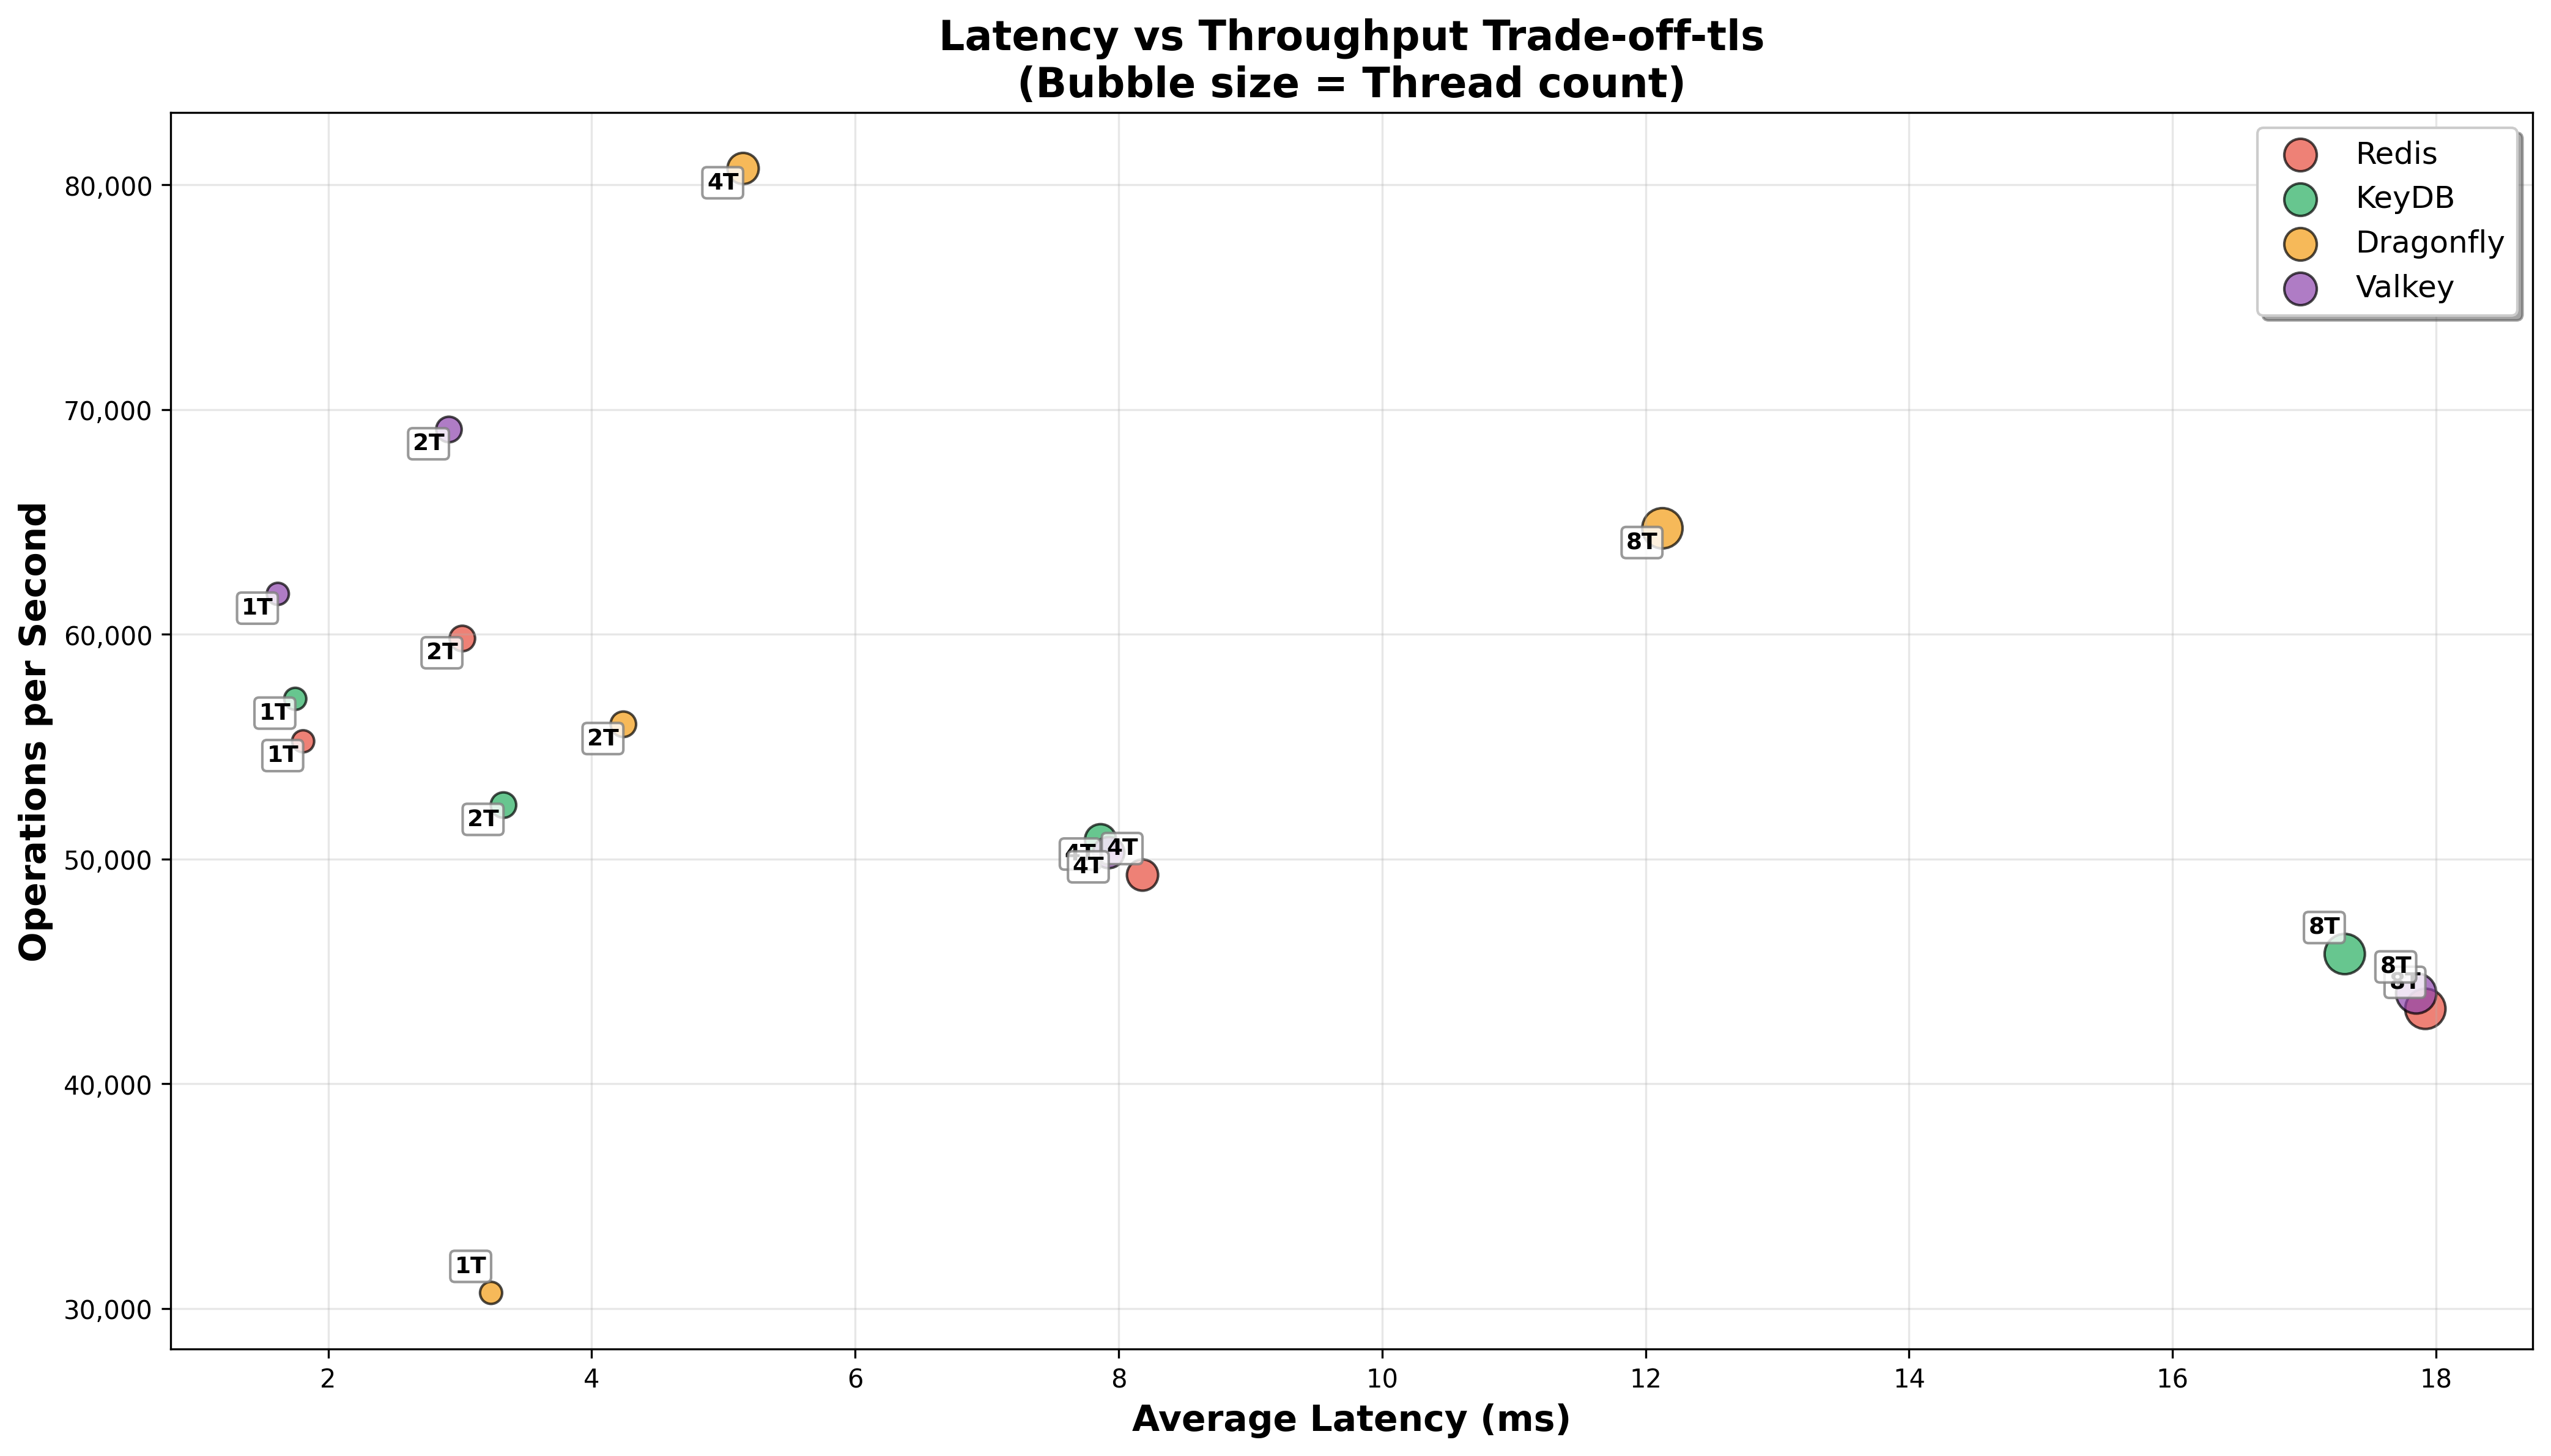 Latency vs Throughput Trade-off-tls
(Bubble size = Thread count)
Redis
KeyDB
Dragonfly
Valkey
Operations per Second
80,000
70,000
60,000
50,000
40,000
30,000
4T
2T
8T
1T
2T
1T
2T
1T
2T
4T
4T
4T
8T
8T
8T
1T
2
4
6
8
10
12
14
16
18
Average Latency (ms)